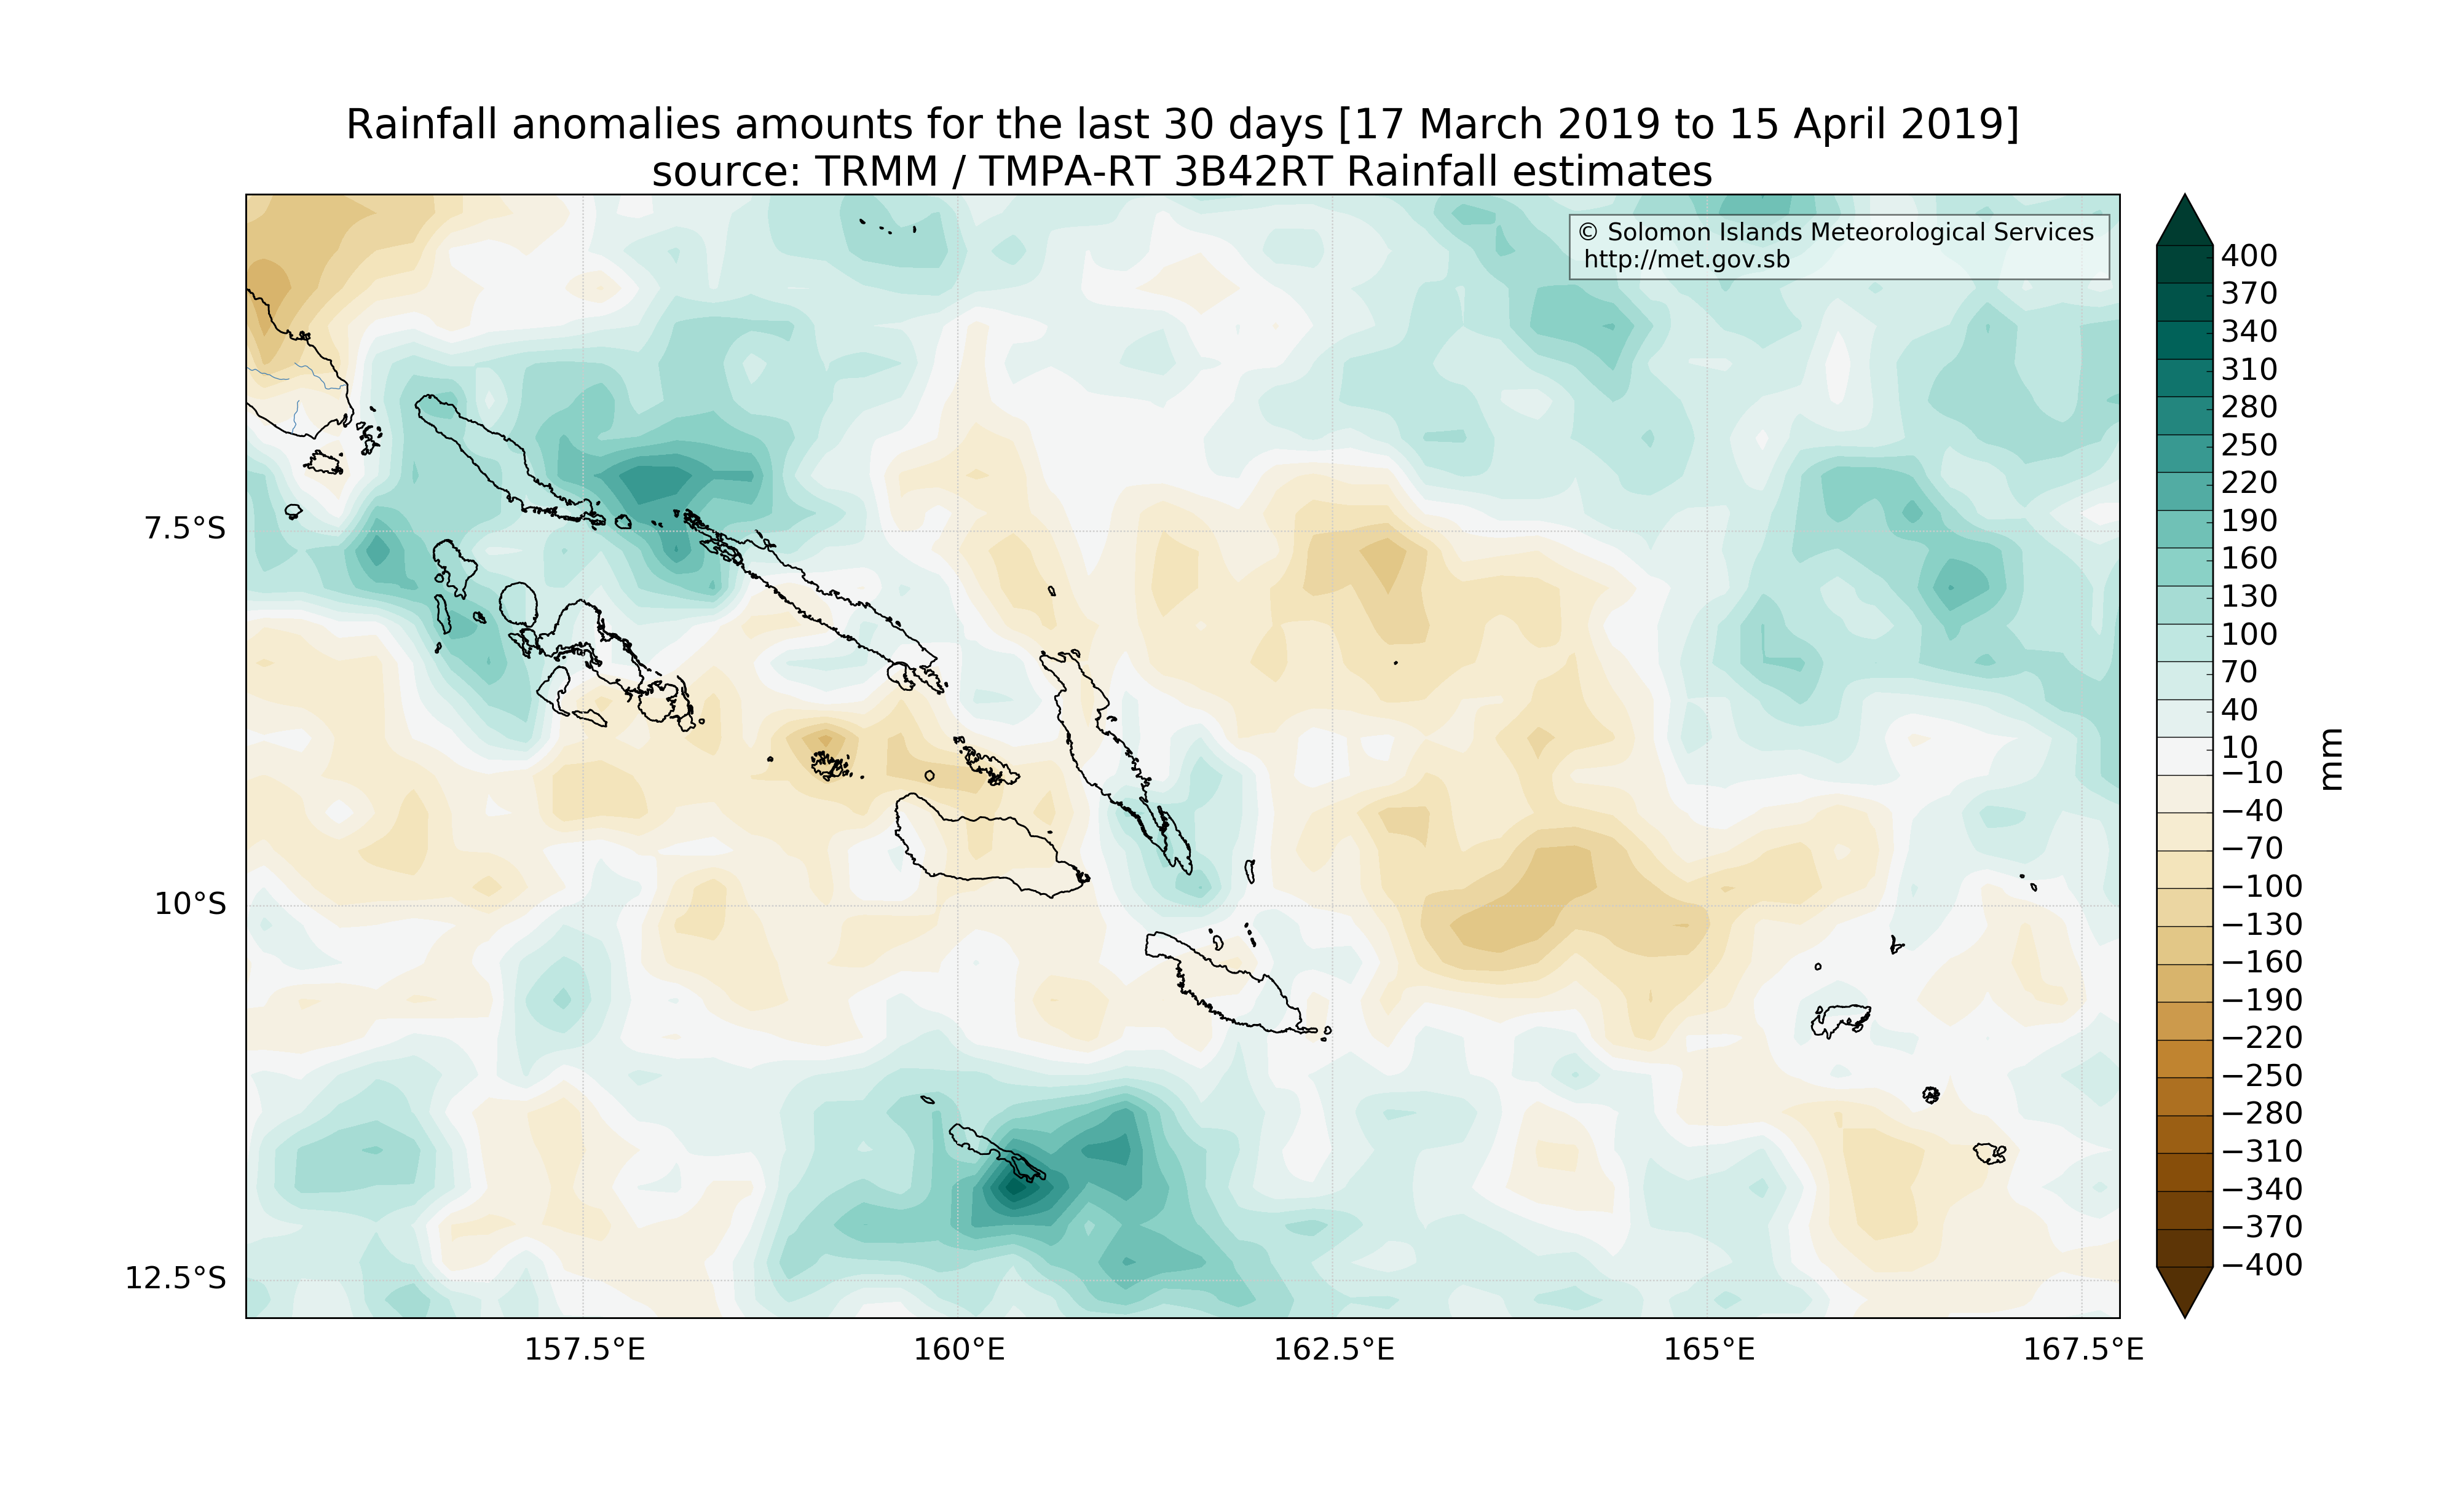 Rainfall anomalies amounts for the last 30 days [17 March 2019 to 15 April 2019]
source: TRMM / TMPA-RT 3B42RT Rainfall estimates
© Solomon Islands Meteorological Services
http://met.gov.sb
7.5°S
10°S
12.5°S
157.5°E
160°E
162.5°E
165°E
167.5°E
400
370
340
310
280
250
220
190
160
130
100
70
40
10
−10
−40
−70
−100
−130
−160
−190
−220
−250
−280
−310
−340
−370
−400
mm